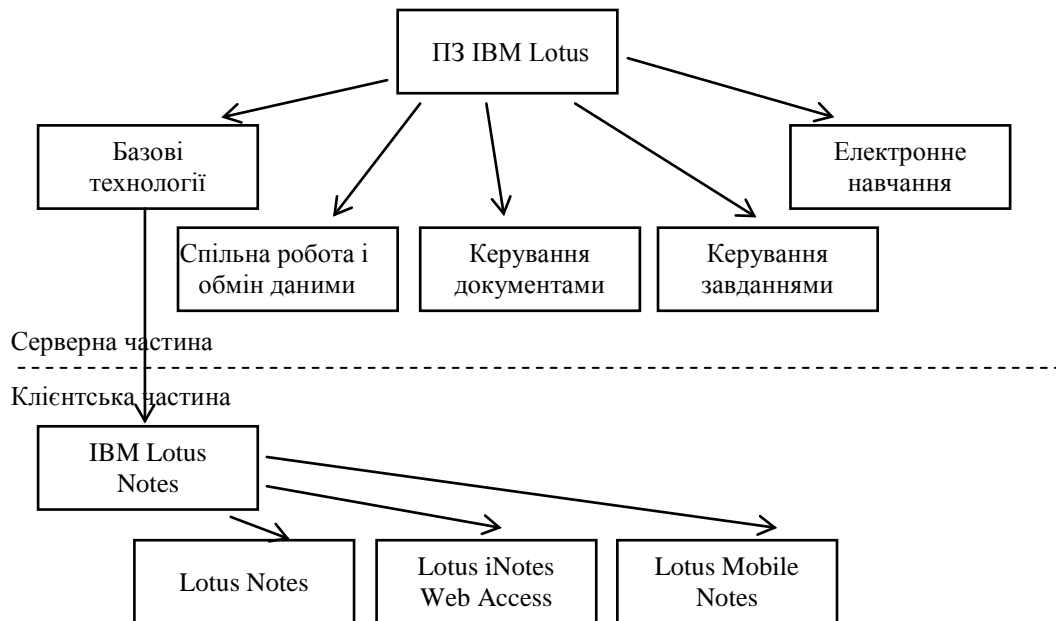 ПЗ IBM Lotus
Базові
технології
Електронне
навчання
Спільна робота і
обмін даними
Керування
документами
Керування
завданнями
Серверна частина
Клієнтська частина
IBM Lotus
Notes
Lotus Notes
Lotus iNotes
Web Access
Lotus Mobile
Notes